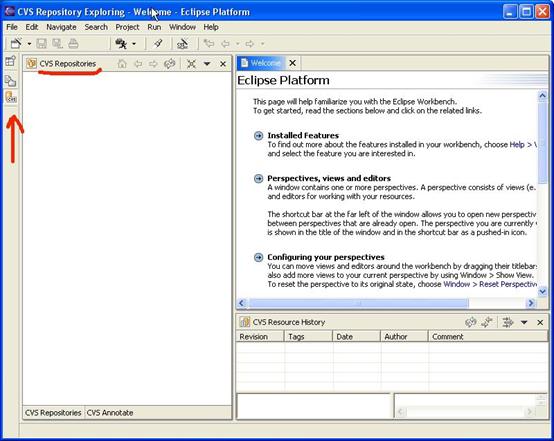 CVS Repository Exploring - Welcome - Eclipse Platform
File Edit Navigate Search Project Run Window Help
CVS Repositories
Welcome
Eclipse Platform
This page will help familiarize you with the Eclipse Workbench.
To get started, read the sections below and click on the related links.
Installed Features
To find out more about the features installed in your workbench, choose Help >
and select the feature you are interested in.
Perspectives, views and editors
A window contains one or more perspectives. A perspective consists of views (e.
and editors for working with your resources.
The shortcut bar at the far left of the window allows you to open new perspectiv
between perspectives that are already open. The perspective you are currently
is shown in the title of the window and in the shortcut bar as a pushed-in icon.
Configuring your perspectives
You can move views and editors around the workbench by dragging their titlebars
also add more views to your current perspective by using Window > Show View.
To reset the perspective to its original state, choose Window > Reset Perspective
CVS Resource History
Revision Tags Date Author Comment
CVS Repositories CVS Annotate